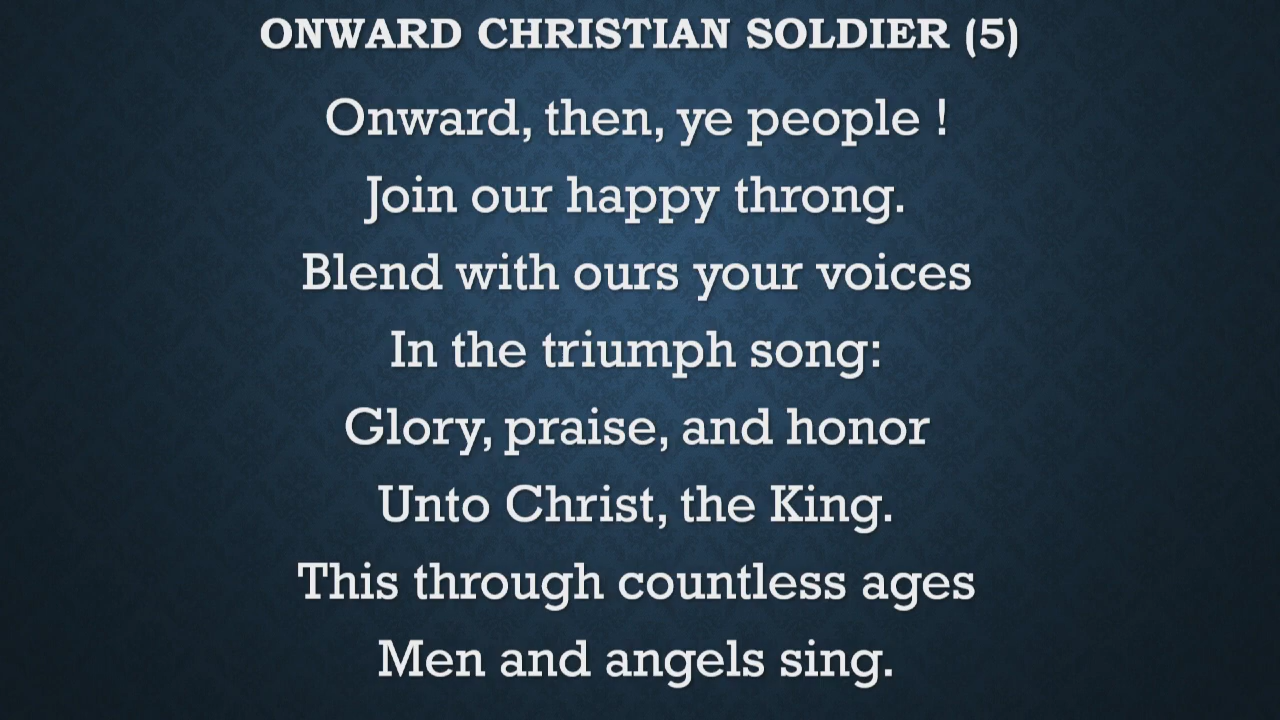 ONWARD CHRISTIAN SOLDIER (5)
Onward, then, ye people !
Join our happy throng.
Blend with ours your voices
In the triumph song:
Glory, praise, and honor
Unto Christ, the King.
This through countless ages
Men and angels sing.